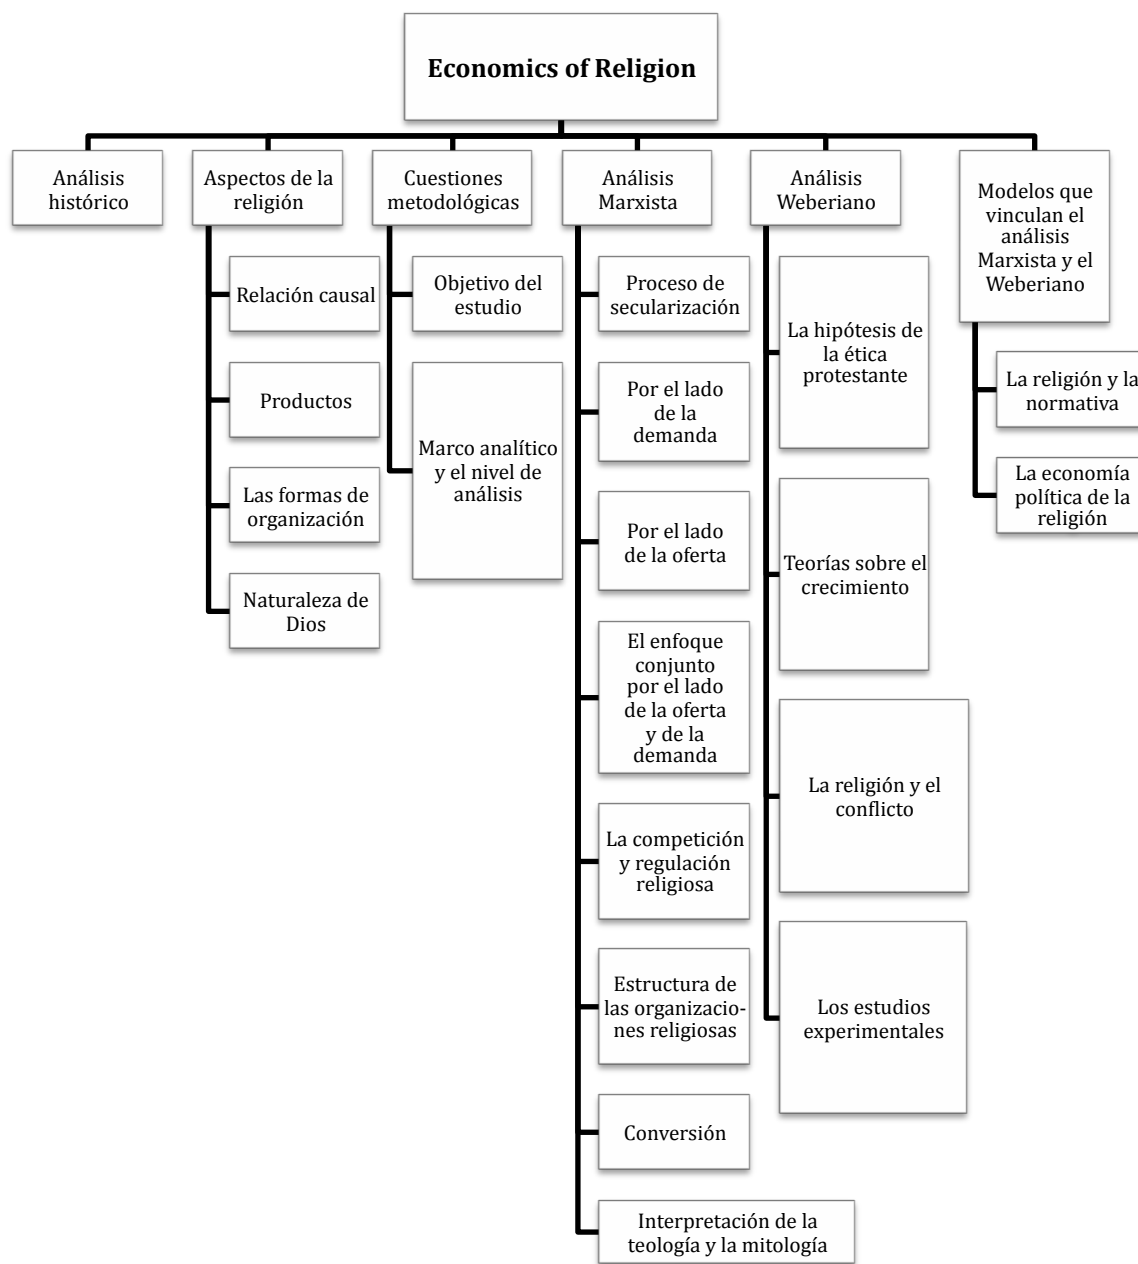 Economics of Religion
Análisis
histórico
Aspectos de la
religión
Relación causal
Productos
Las formas de
organización
Naturaleza de
Dios
Cuestiones
metodológicas
Objetivo del
estudio
Marco analítico
y el nivel de
análisis
Análisis
Marxista
Proceso de
secularización
Por el lado
de la
demanda
Por el lado
de la oferta
El enfoque
conjunto
por el lado
de la oferta
y de la
demanda
La competición
y regulación
religiosa
Estructura de
las organizacio-
nes religiosas
Conversión
Interpretación de la
teología y la mitología
Análisis
Weberiano
La hipótesis de
la ética
protestante
Teorías sobre el
crecimiento
La religión y el
conflicto
Los estudios
experimentales
Modelos que
vinculan el
análisis
Marxista y el
Weberiano
La religión y la
normativa
La economía
política de la
religión